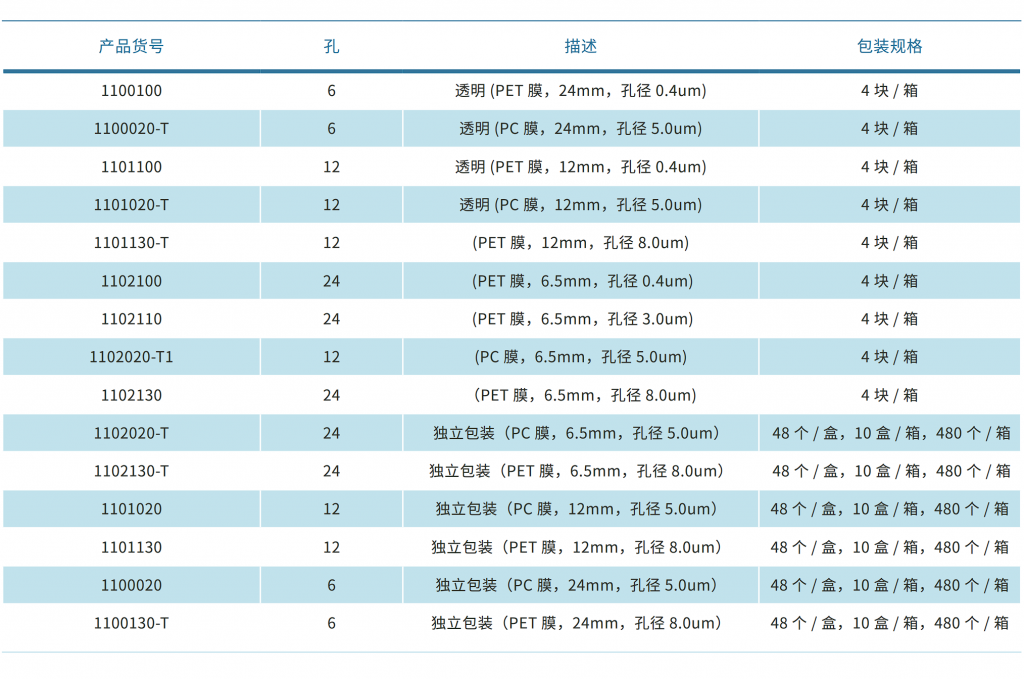 产品货号 孔 描述 包装规格
1100100 6 透明 (PET 膜，24mm，孔径 0.4um) 4 块 / 箱
1100020-T 6 透明 (PC 膜，24mm，孔径 5.0um) 4 块 / 箱
1101100 12 透明 (PET 膜，12mm，孔径 0.4um) 4 块 / 箱
1101020-T 12 透明 (PC 膜，12mm，孔径 5.0um) 4 块 / 箱
1101130-T 12 (PET 膜，12mm，孔径 8.0um) 4 块 / 箱
1102100 24 (PET 膜，6.5mm，孔径 0.4um) 4 块 / 箱
1102110 24 (PET 膜，6.5mm，孔径 3.0um) 4 块 / 箱
1102020-T1 12 (PC 膜，6.5mm，孔径 5.0um) 4 块 / 箱
1102130 24 （PET 膜，6.5mm，孔径 8.0um) 4 块 / 箱
1102020-T 24 独立包装（PC 膜，6.5mm，孔径 5.0um） 48 个 / 盒，10 盒 / 箱，480 个 / 箱
1102130-T 24 独立包装（PET 膜，6.5mm，孔径 8.0um） 48 个 / 盒，10 盒 / 箱，480 个 / 箱
1101020 12 独立包装（PC 膜，12mm，孔径 5.0um） 48 个 / 盒，10 盒 / 箱，480 个 / 箱
1101130 12 独立包装（PET 膜，12mm，孔径 8.0um） 48 个 / 盒，10 盒 / 箱，480 个 / 箱
1100020 6 独立包装（PC 膜，24mm，孔径 5.0um） 48 个 / 盒，10 盒 / 箱，480 个 / 箱
1100130-T 6 独立包装（PET 膜，24mm，孔径 8.0um） 48 个 / 盒，10 盒 / 箱，480 个 / 箱